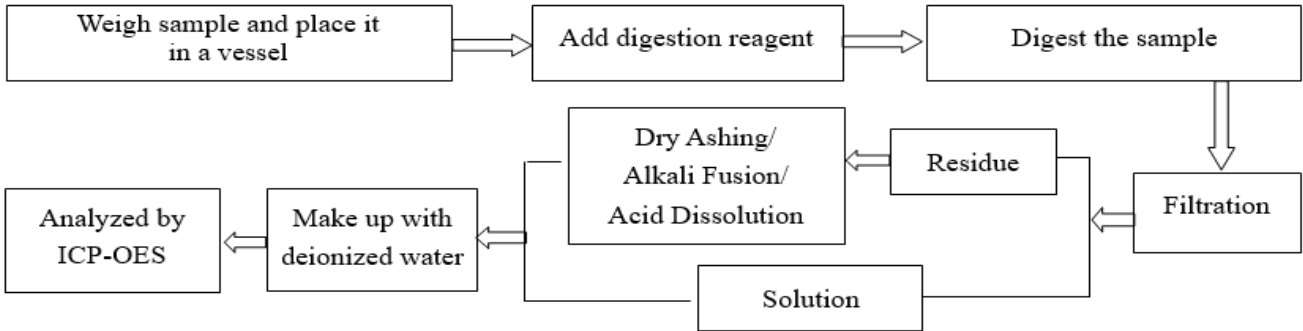 Weigh sample and place it
in a vessel
Add digestion reagent
Digest the sample
Filtration
Residue
Dry Ashing/
Alkali Fusion/
Acid Dissolution
Solution
Make up with
deionized water
Analyzed by
ICP-OES